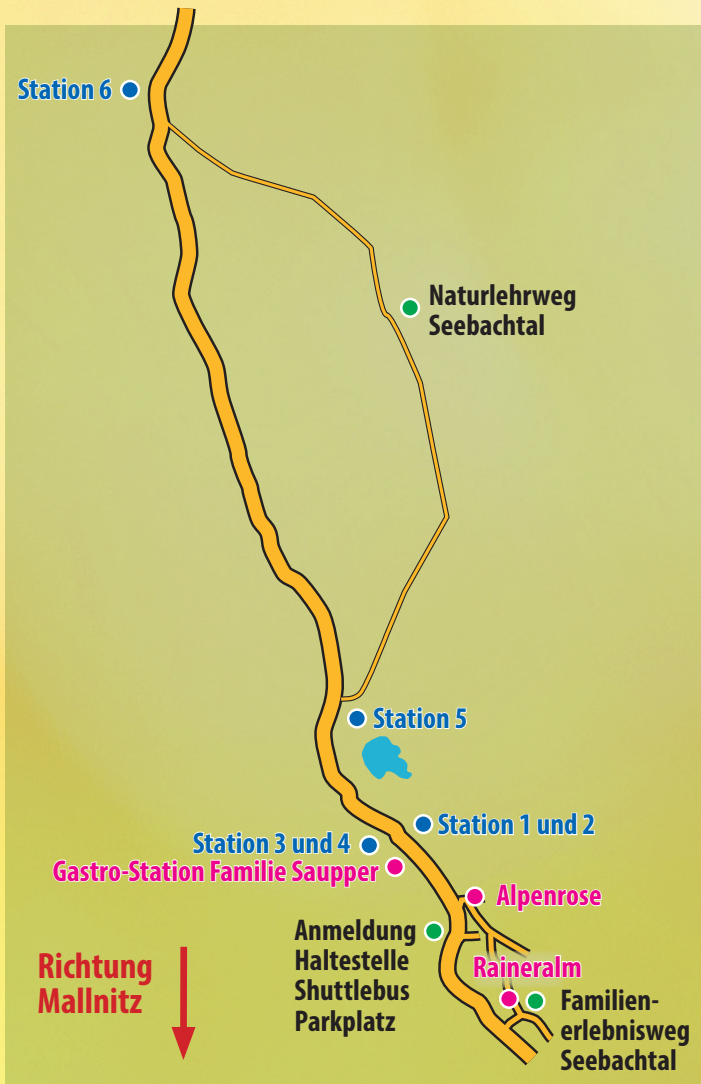 Station 6
Naturlehrweg
Seebachtal
Station 5
Station 1 und 2
Station 3 und 4
Gastro-Station Familie Saupper
Alpenrose
Anmeldung
Haltestelle
Shuttlebus
Parkplatz
Raineralm
Richtung
Mallnitz
Familien-
erlebnisweg
Seebachtal